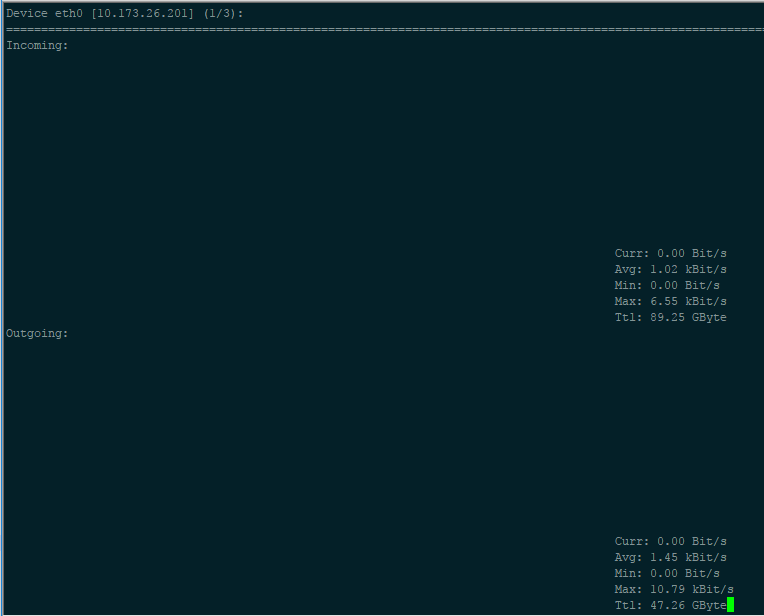 Device eth0 [10.173.26.201] (1/3):
================================================================================================================
Incoming:
Curr: 0.00 Bit/s
Avg: 1.02 kBit/s
Min: 0.00 Bit/s
Max: 6.55 kBit/s
Ttl: 89.25 GByte
Outgoing:
Curr: 0.00 Bit/s
Avg: 1.45 kBit/s
Min: 0.00 Bit/s
Max: 10.79 kBit/s
Ttl: 47.26 GByte